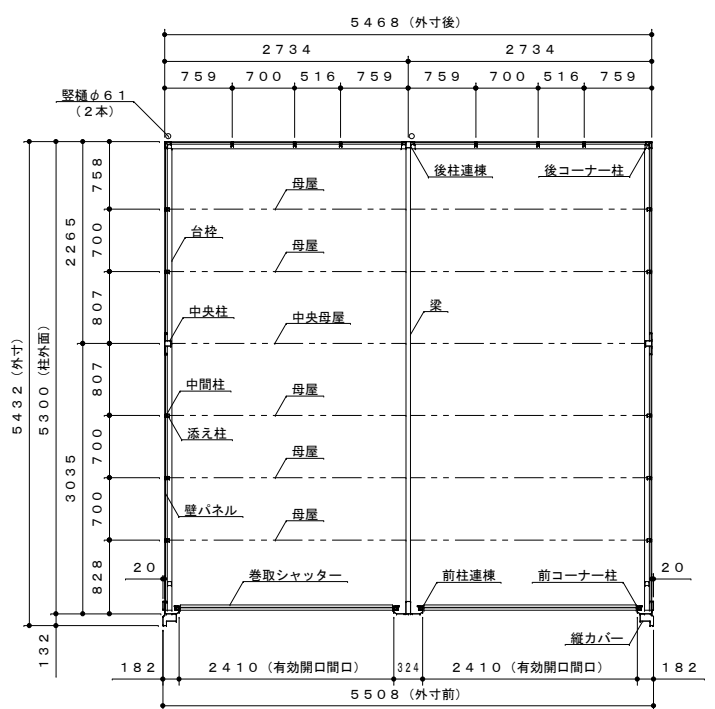 ５４６８（外寸後）
２７３４ ２７３４
７５９ ７００ ５１６ ７５９ ７５９ ７００ ５１６ ７５９
竪樋φ６１
（２本）
後柱連棟 後コーナー柱
母屋
台枠
母屋
中央柱 中央母屋 梁
中間柱 母屋
添え柱
母屋
壁パネル
母屋
巻取シャッター 前柱連棟 前コーナー柱
縦カバー
５４３２（外寸）
５３００（柱外面）
２２６５
３０３５
７５８
７００
８０７
８０７
７００
７００
８２８
１３２
２０ ２０
１８２ ２４１０（有効開口間口） ３２４ ２４１０（有効開口間口） １８２
５５０８（外寸前）